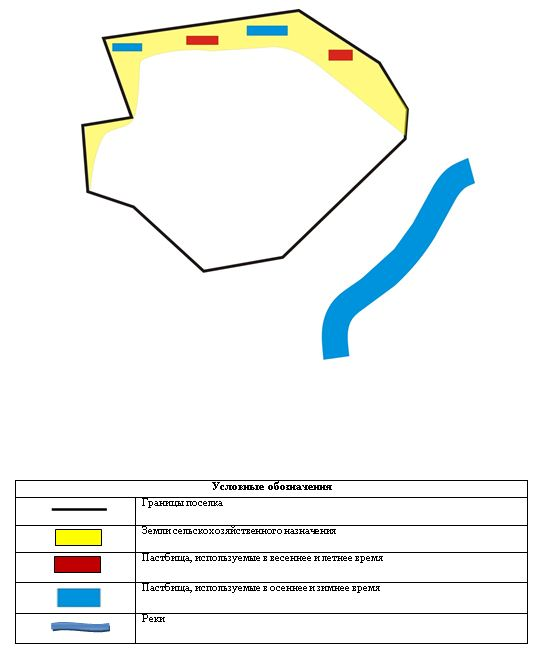 Условные обозначения
Границы поселка
Земли сельскохозяйственного назначения
Пастбища, используемые в весеннее и летнее время
Пастбища, используемые в осеннее и зимнее время
Реки